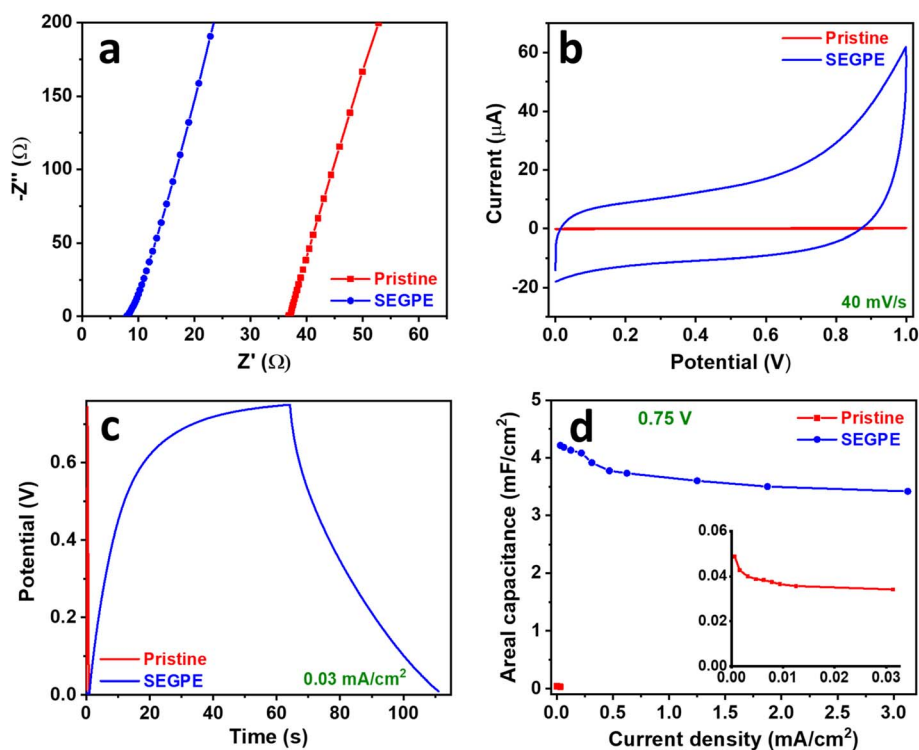 a
200
150
100
50
0
-Z'' (Ω)
Pristine
SEGPE
0 10 20 30 40 50 60
Z' (Ω)
b
60
40
20
0
-20
Current (μA)
Pristine
SEGPE
40 mV/s
0.0 0.2 0.4 0.6 0.8 1.0
Potential (V)
c
0.6
0.4
0.2
0.0
Potential (V)
Pristine
SEGPE
0.03 mA/cm²
0 20 40 60 80 100
Time (s)
d
0.75 V
Pristine
SEGPE
5
4
3
2
1
0
Areal capacitance (mF/cm²)
0.06
0.04
0.02
0.00
0.00 0.01 0.02 0.03
0.0 0.5 1.0 1.5 2.0 2.5 3.0
Current density (mA/cm²)